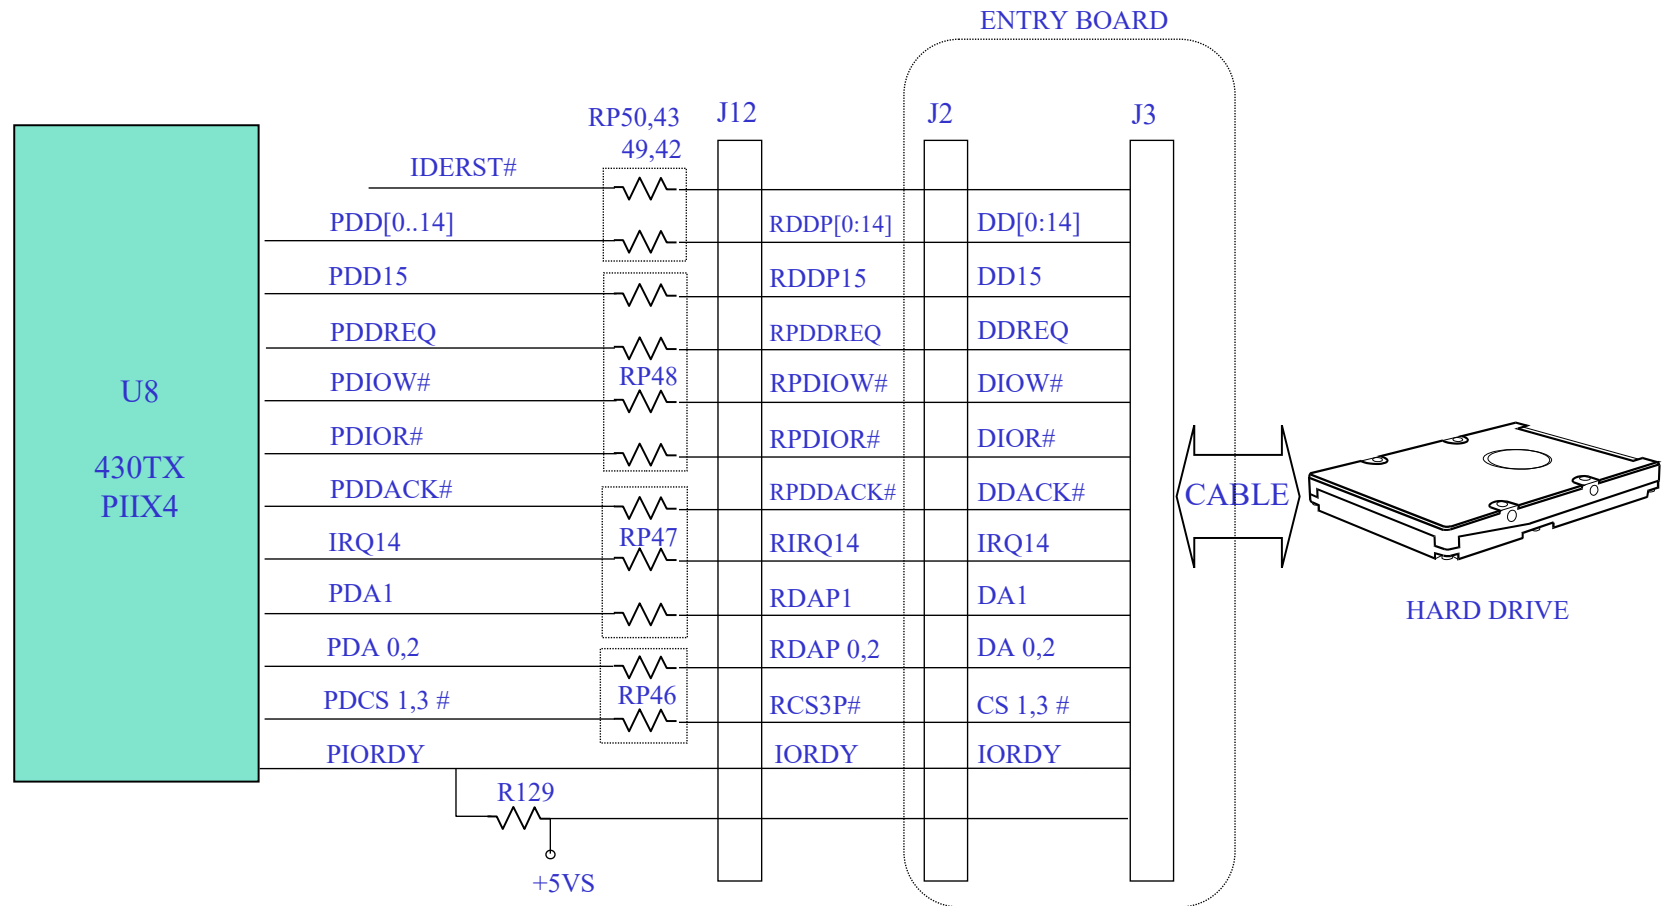 ENTRY BOARD
RP50,43
49,42
J12
J2
J3
IDERST#
PDD[0..14]
RDDP[0:14]
DD[0:14]
PDD15
RDDP15
DD15
PDDREQ
RPDDREQ
DDREQ
RP48
PDIOW#
RPDIOW#
DIOW#
PDIOR#
RPDIOR#
DIOR#
U8
430TX
PIIX4
PDDACK#
RPDDACK#
DDACK#
CABLE
RP47
IRQ14
RIRQ14
IRQ14
PDA1
RDAP1
DA1
HARD DRIVE
PDA 0,2
RDAP 0,2
DA 0,2
RP46
PDCS 1,3 #
RCS3P#
CS 1,3 #
PIORDY
IORDY
IORDY
R129
+5VS